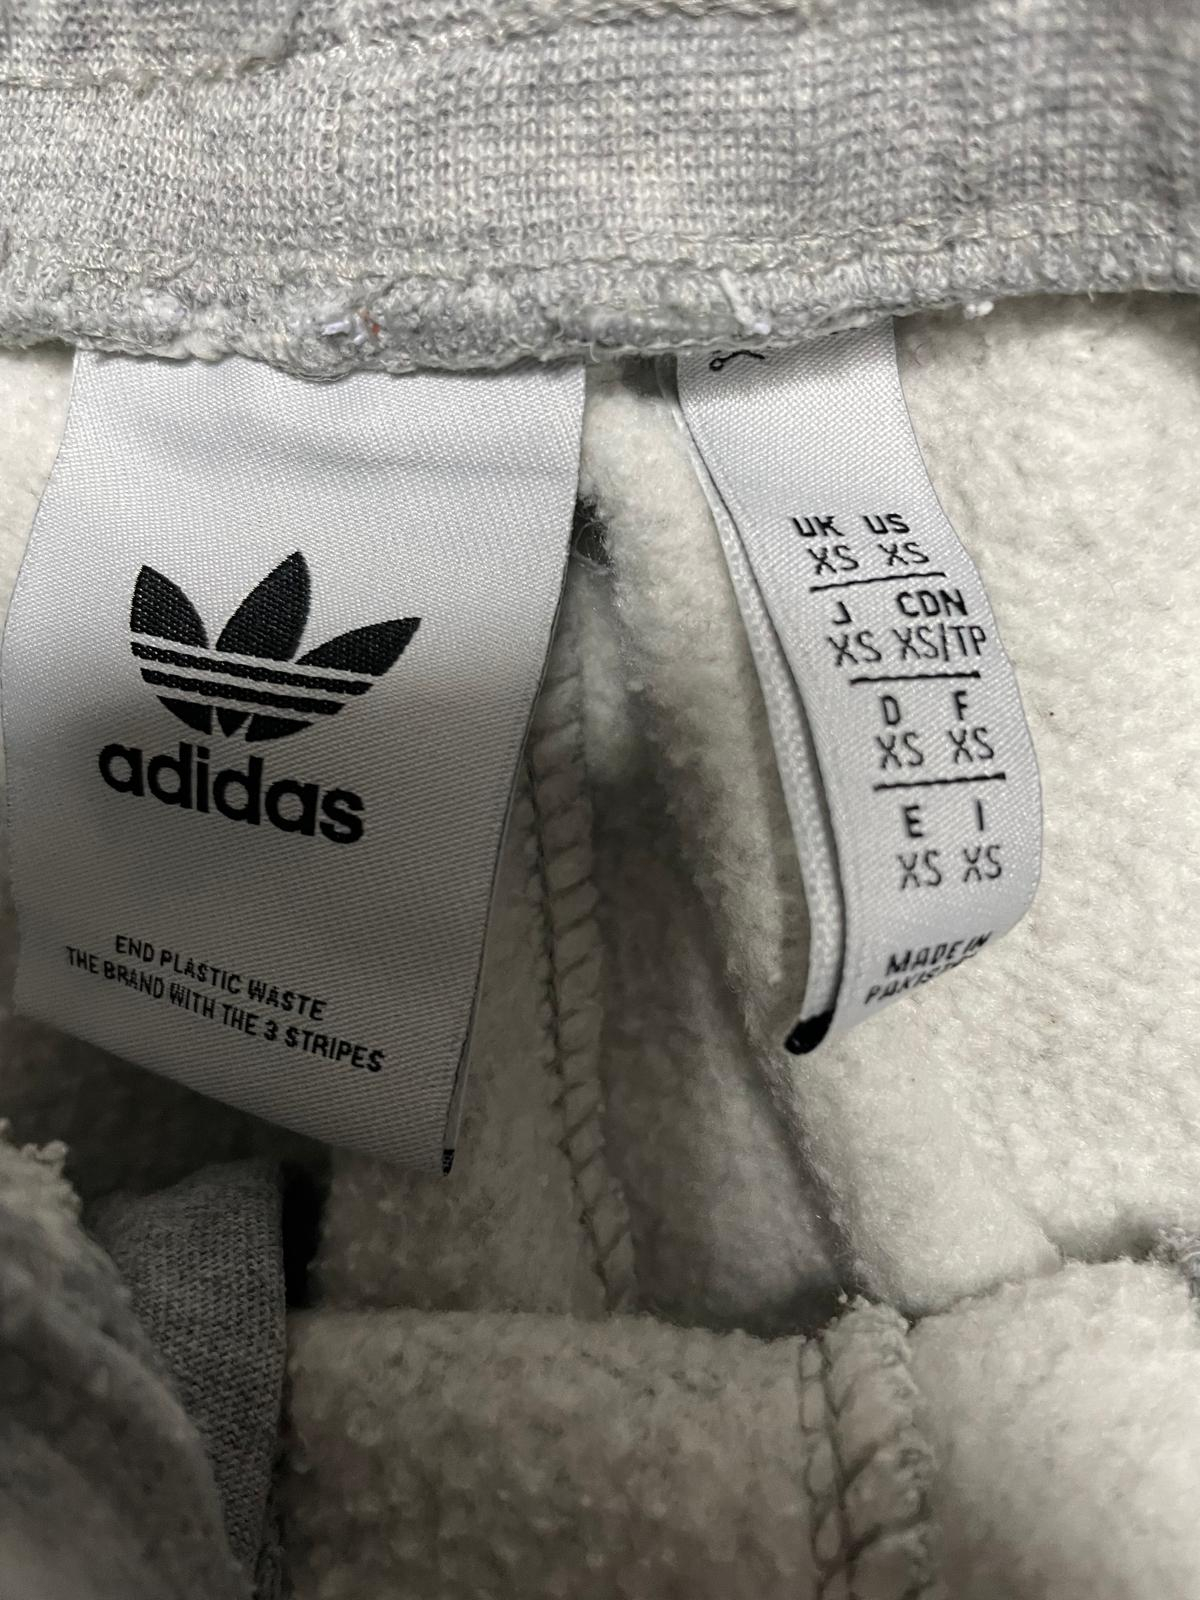 adidas
END PLASTIC WASTE
THE BRAND WITH THE 3 STRIPES
UK US
XS XS
J CDN
XS XS/TP
D F
XS XS
E I
XS XS
MADE IN